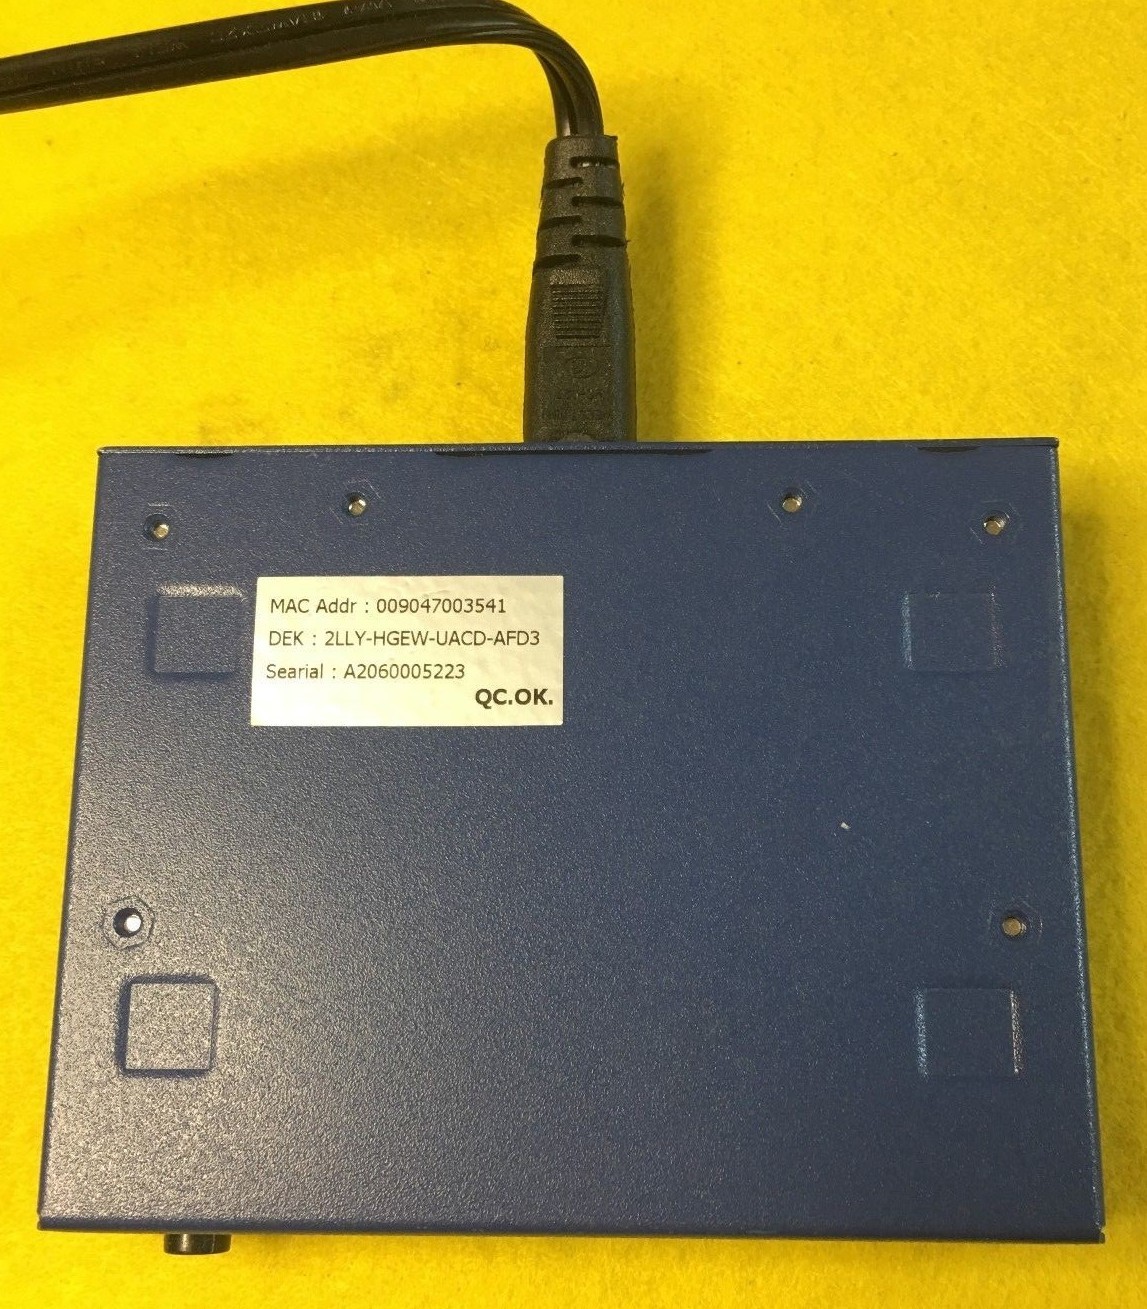 MAC Addr : 009047003541
DEK : 2LLY-HGEW-UACD-AFD3
Searial : A2060005223
QC.OK.